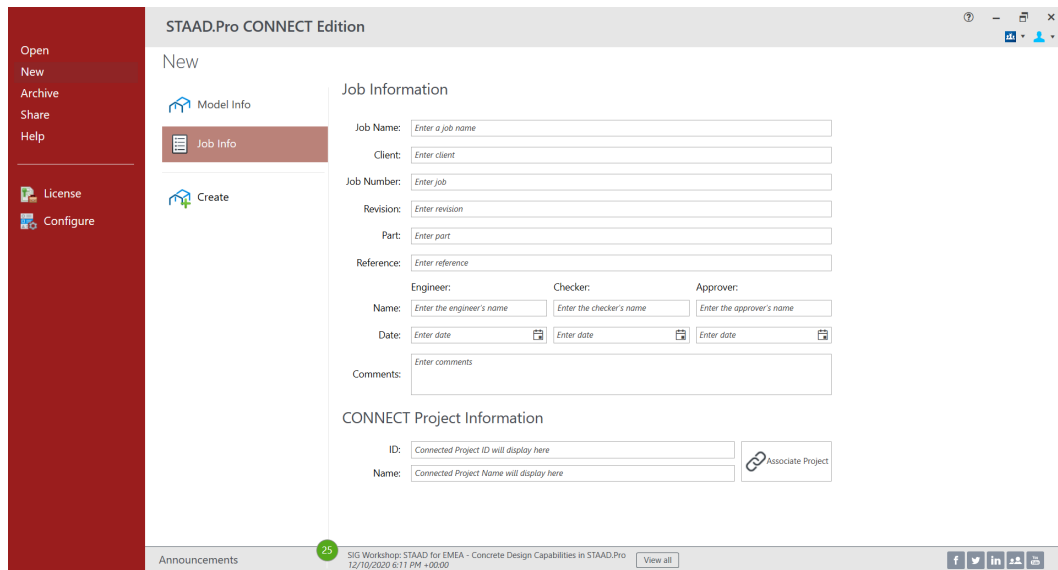 STAAD.Pro CONNECT Edition
Open
New
Archive
Share
Help
License
Configure
New
Model Info
Job Info
Create
Job Information
Job Name: Enter a job name
Client: Enter client
Job Number: Enter job
Revision: Enter revision
Part: Enter part
Reference: Enter reference
Engineer: Checker: Approver:
Name: Enter the engineer's name Enter the checker's name Enter the approver's name
Date: Enter date Enter date Enter date
Comments: Enter comments
CONNECT Project Information
ID: Connected Project ID will display here
Name: Connected Project Name will display here
Associate Project
Announcements
25
SIG Workshop: STAAD for EMEA - Concrete Design Capabilities in STAAD.Pro
12/10/2020 6:11 PM +00:00
View all